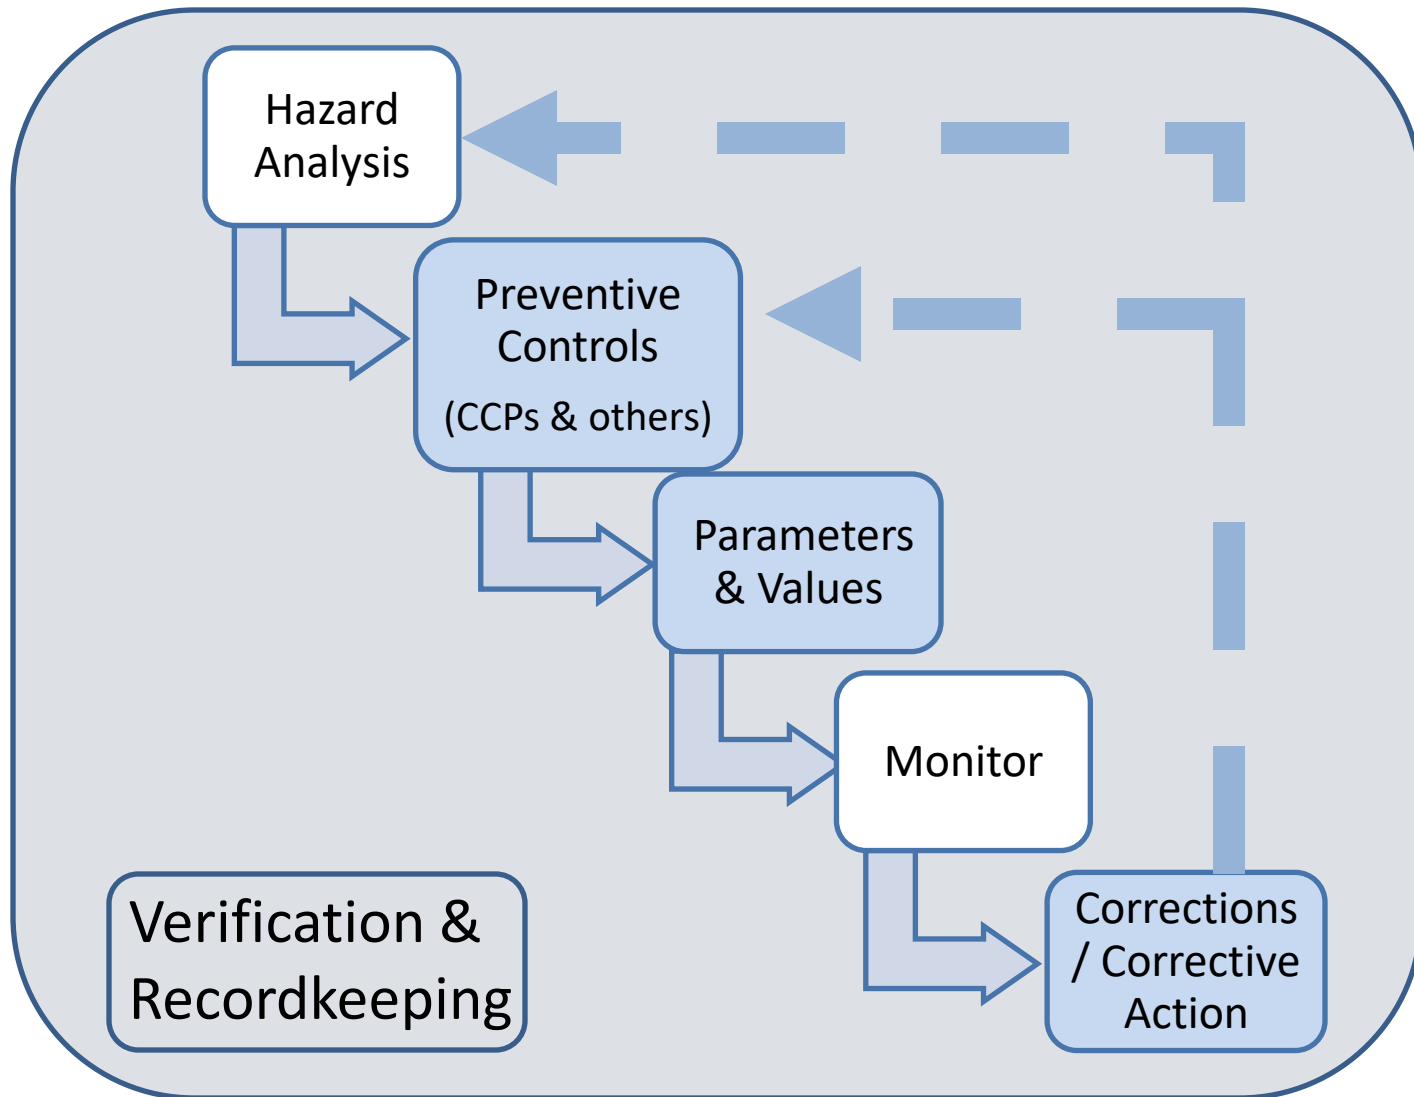 Hazard
Analysis
Preventive
Controls
(CCPs & others)
Parameters
& Values
Monitor
Verification &
Recordkeeping
Corrections
/ Corrective
Action